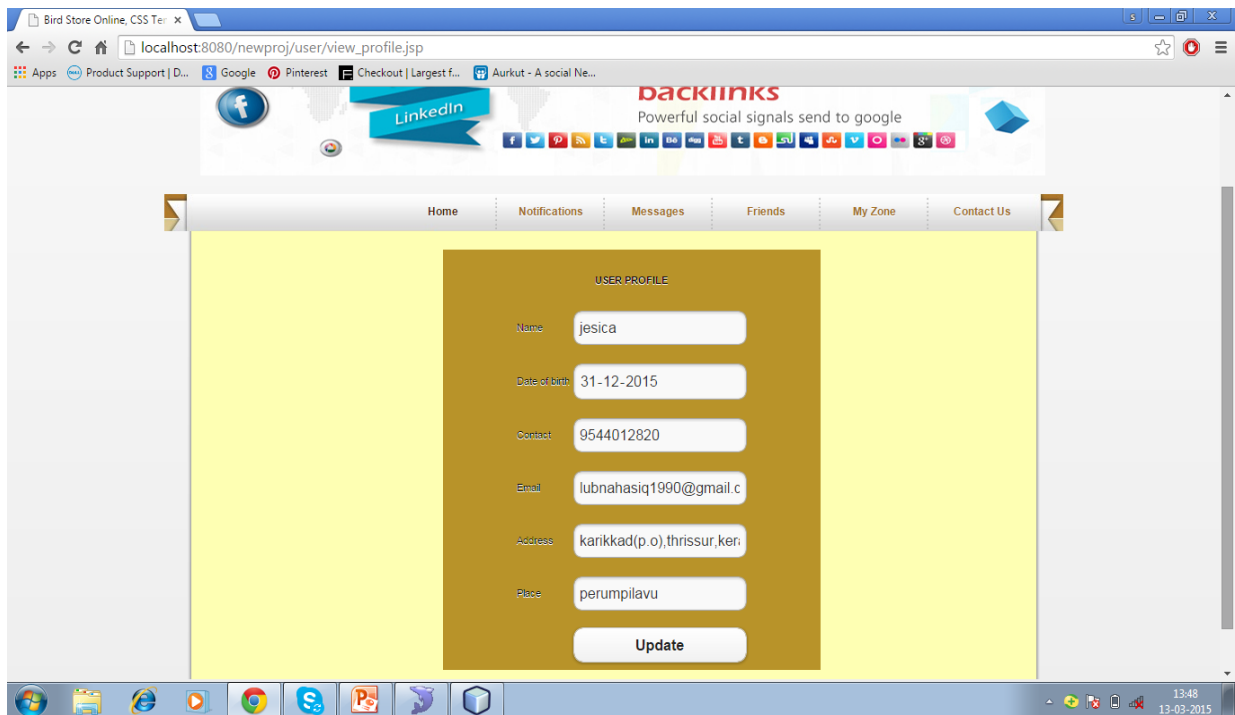 Bird Store Online, CSS Ter
localhost:8080/newproj/user/view_profile.jsp
Apps Product Support | D... Google Pinterest Checkout | Largest f... Aurkut - A social Ne...
LinkedIn
backlinks
Powerful social signals send to google
Home Notifications Messages Friends My Zone Contact Us
USER PROFILE
Name jesica
Date of birth 31-12-2015
Contact 9544012820
Email lubnahasiq1990@gmail.c
Address karikkad(p.o),thrissur,kera
Place perumpilavu
Update
13:48
13-03-2015